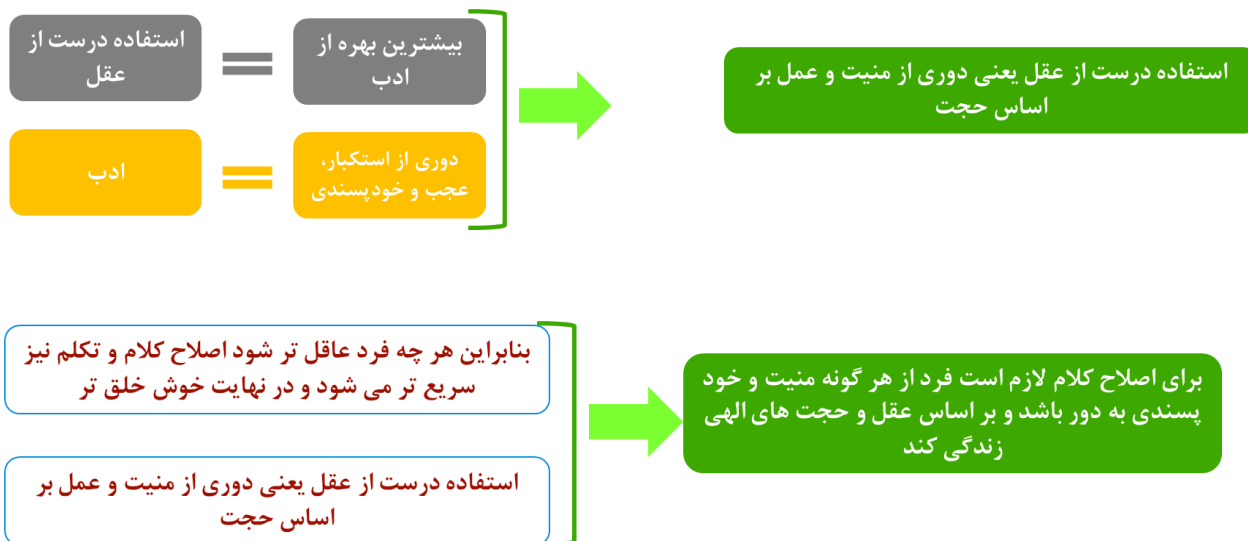 استفاده درست از
عقل
بیشترین بهره از
ادب
استفاده درست از عقل یعنی دوری از منیت و عمل بر
اساس حجت
ادب
دوری از استکبار،
عجب و خودپسندی
بنابراین هر چه فرد عاقل تر شود اصلاح کلام و تکلم نیز
سریع تر می شود و در نهایت خوش خلق تر
استفاده درست از عقل یعنی دوری از منیت و عمل بر
اساس حجت
برای اصلاح کلام لازم است فرد از هر گونه منیت و خود
پسندی به دور باشد و بر اساس عقل و حجت های الهی
زندگی کند